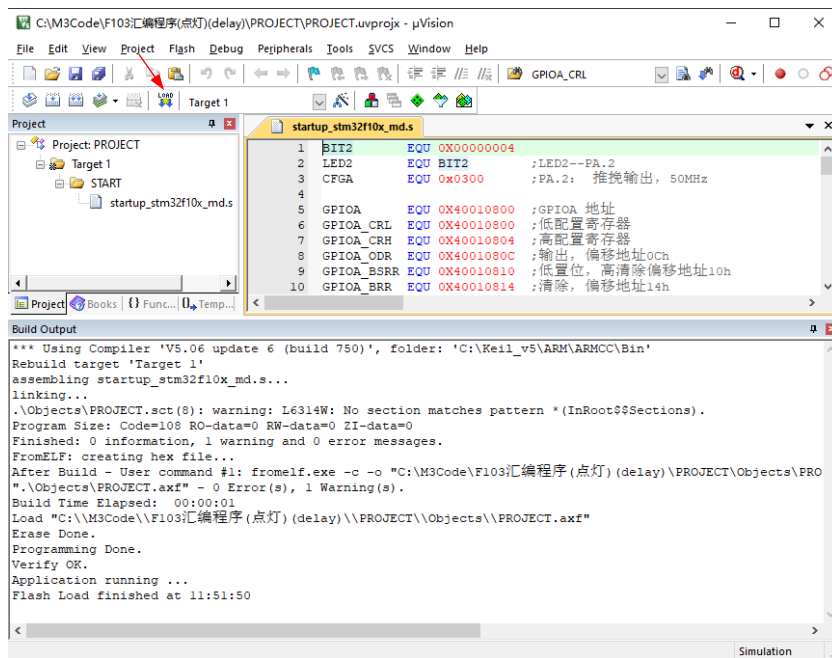 C:\M3Code\F103汇编程序(点灯)(delay)\PROJECT\PROJECT.uvprojx - µVision
File Edit View Project Flash Debug Peripherals Tools SVCS Window Help
GPIOA_CRL
LOAD Target 1
Project
startup_stm32f10x_md.s
Project: PROJECT
Target 1
START
startup_stm32f10x_md.s
1 BIT2 EQU 0X00000004
2 LED2 EQU BIT2 ;LED2--PA.2
3 CFGA EQU 0x0300 ;PA.2: 推挽输出, 50MHz
4
5 GPIOA EQU 0X40010800 ;GPIOA 地址
6 GPIOA_CRL EQU 0X40010800 ;低配置寄存器
7 GPIOA_CRH EQU 0X40010804 ;高配置寄存器
8 GPIOA_ODR EQU 0X4001080C ;输出, 偏移地址0Ch
9 GPIOA_BSRR EQU 0X40010810 ;低置位, 高清除偏移地址10h
10 GPIOA_BRR EQU 0X40010814 ;清除, 偏移地址14h
Project Books {} Func... 0 Temp...
Build Output
*** Using Compiler 'V5.06 update 6 (build 750)', folder: 'C:\Keil_v5\ARM\ARMCC\Bin'
Rebuild target 'Target 1'
assembling startup_stm32f10x_md.s...
linking...
.\Objects\PROJECT.sct(8): warning: L6314W: No section matches pattern *(InRoot$$Sections).
Program Size: Code=108 RO-data=0 RW-data=0 ZI-data=0
Finished: 0 information, 1 warning and 0 error messages.
FromELF: creating hex file...
After Build - User command #1: fromelf.exe -c -o "C:\M3Code\F103汇编程序(点灯)(delay)\PROJECT\Objects\PRO
".\Objects\PROJECT.axf" - 0 Error(s), 1 Warning(s).
Build Time Elapsed: 00:00:01
Load "C:\\M3Code\\F103汇编程序(点灯)(delay)\\PROJECT\\Objects\\PROJECT.axf"
Erase Done.
Programming Done.
Verify OK.
Application running ...
Flash Load finished at 11:51:50
Simulation